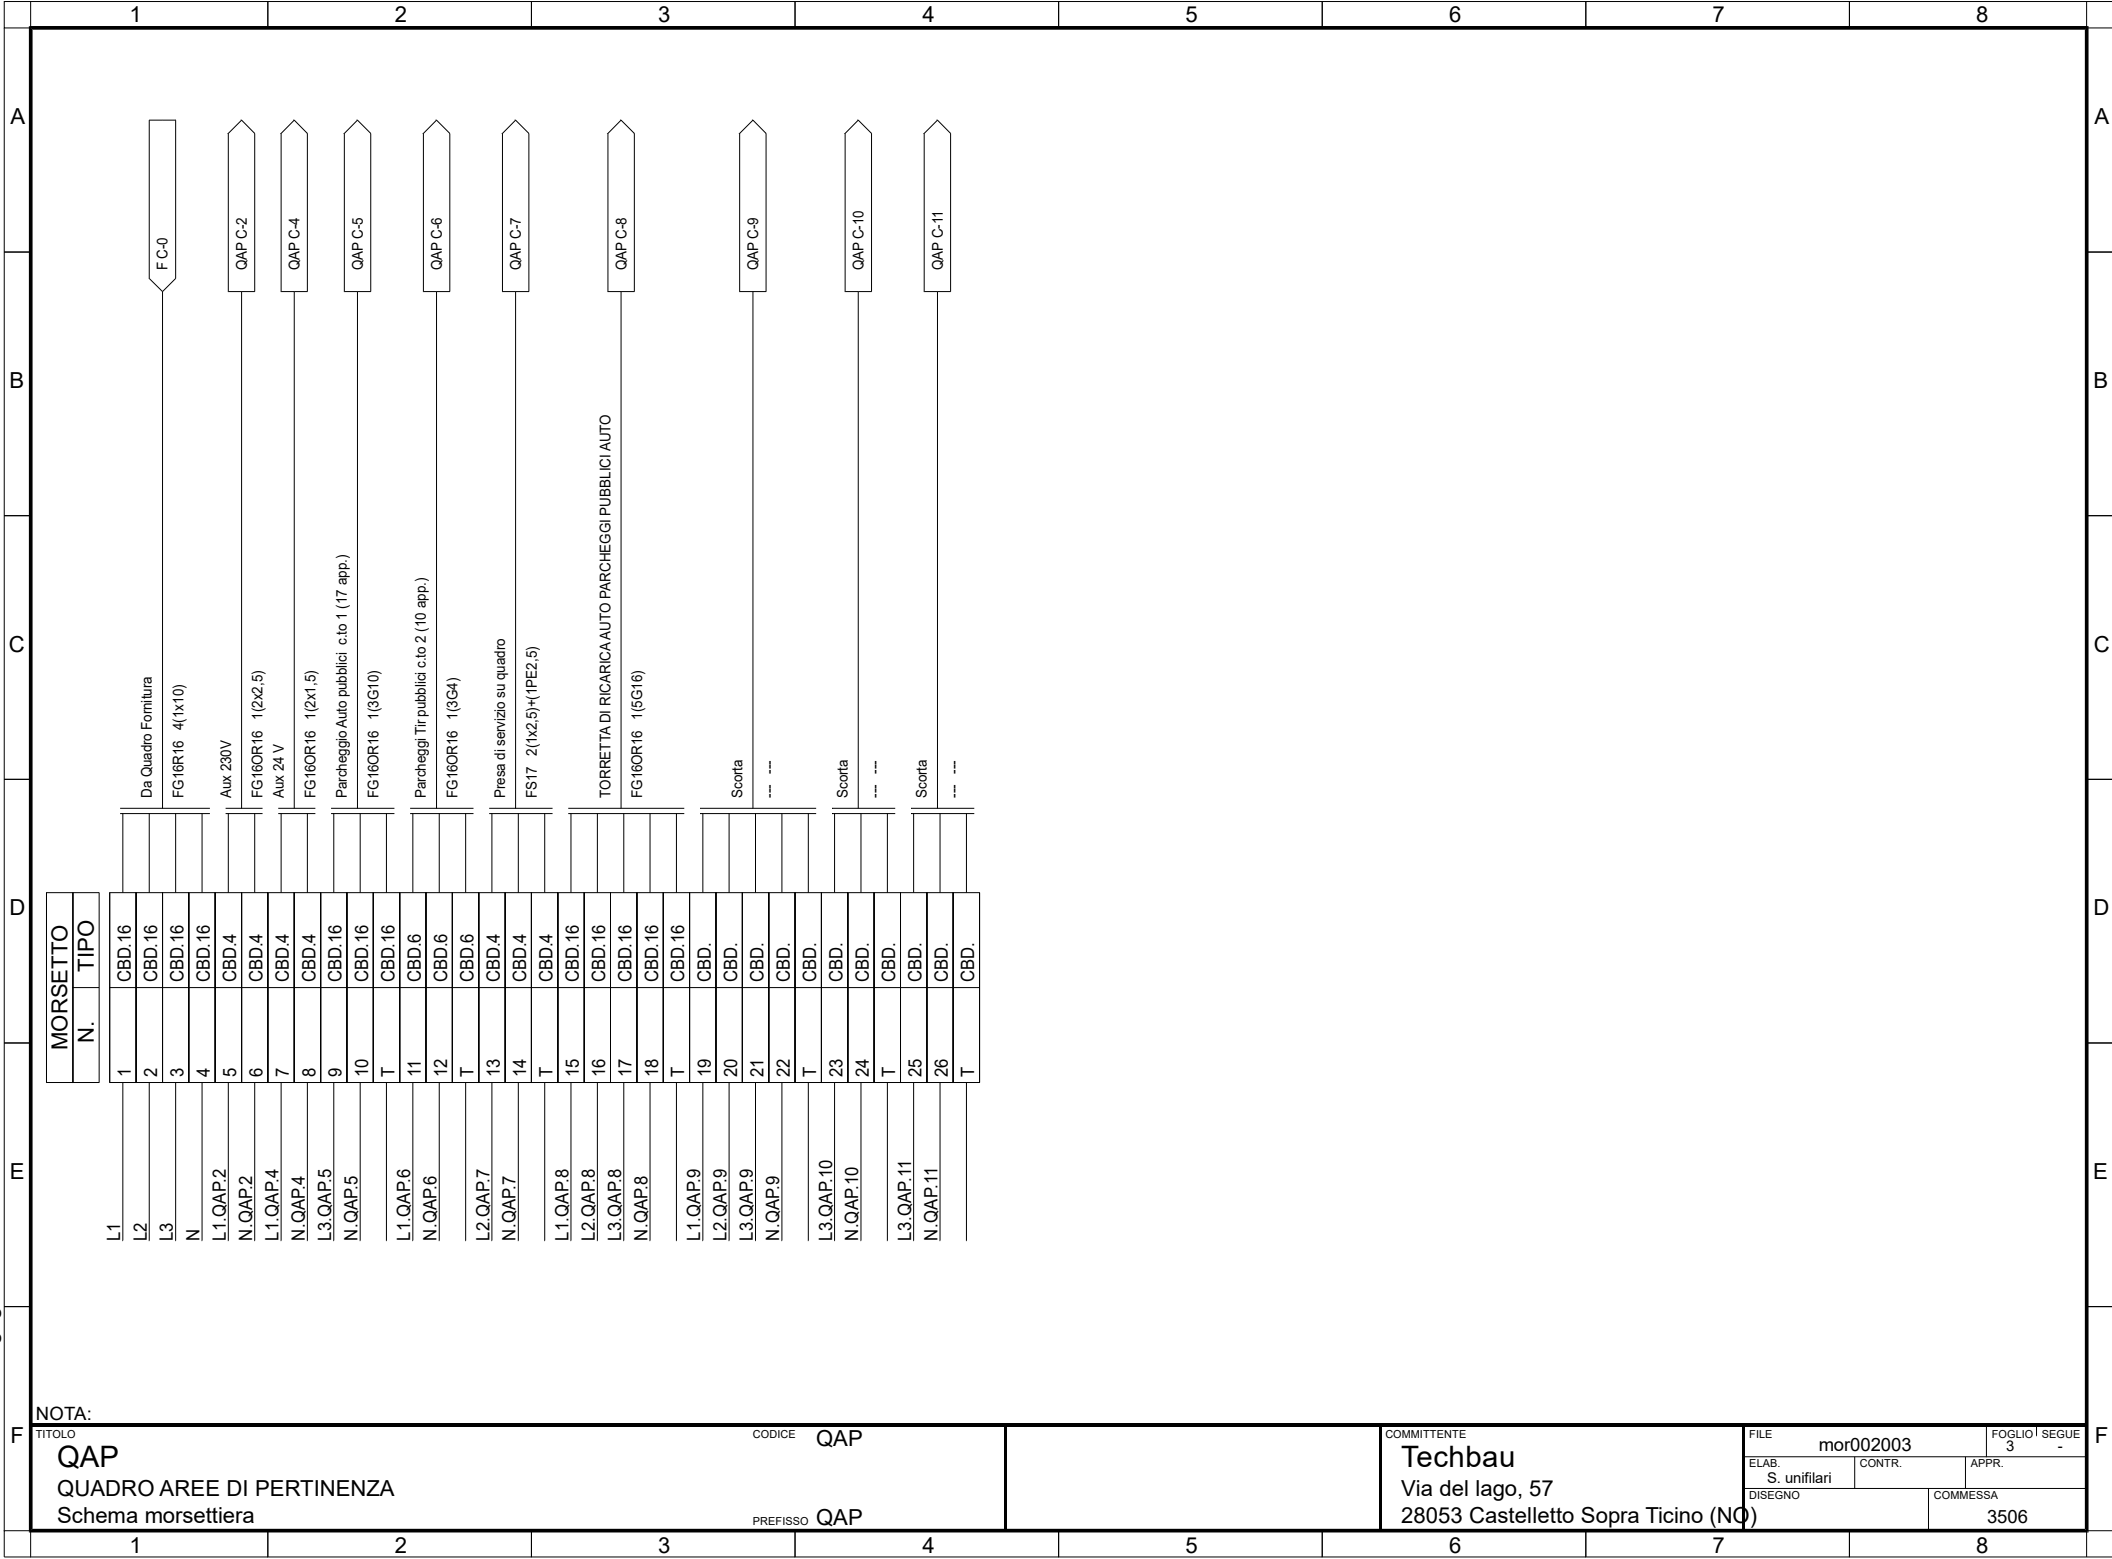 1 2 3 4 5 6 7 8
A A
B B
C C
D D
E E
F F
F C-0
QAP C-2
QAP C-4
QAP C-5
QAP C-6
QAP C-7
QAP C-8
QAP C-9
QAP C-10
QAP C-11
Da Quadro Fornitura
FG16R16 4(1x10)
Aux 230V
FG16OR16 1(2x2,5)
Aux 24 V
FG16OR16 1(2x1,5)
Parcheggio Auto pubblici c.to 1 (17 app.)
FG16OR16 1(3G10)
Parcheggi Tir pubblici c.to 2 (10 app.)
FG16OR16 1(3G4)
Presa di servizio su quadro
FS17 2(1x2,5)+(1PE2,5)
TORRETTA DI RICARICA AUTO PARCHEGGI PUBBLICI AUTO
FG16OR16 1(5G16)
Scorta
--- ---
Scorta
--- ---
Scorta
--- ---
MORSETTO
N. TIPO
L1 1 CBD.16
L2 2 CBD.16
L3 3 CBD.16
N 4 CBD.16
L1.QAP.2 5 CBD.4
N.QAP.2 6 CBD.4
L1.QAP.4 7 CBD.4
N.QAP.4 8 CBD.4
L3.QAP.5 9 CBD.16
N.QAP.5 10 CBD.16
T CBD.16
L1.QAP.6 11 CBD.6
N.QAP.6 12 CBD.6
T CBD.6
L2.QAP.7 13 CBD.4
N.QAP.7 14 CBD.4
T CBD.4
L1.QAP.8 15 CBD.16
L2.QAP.8 16 CBD.16
L3.QAP.8 17 CBD.16
N.QAP.8 18 CBD.16
T CBD.16
L1.QAP.9 19 CBD.
L2.QAP.9 20 CBD.
L3.QAP.9 21 CBD.
N.QAP.9 22 CBD.
T CBD.
L3.QAP.10 23 CBD.
N.QAP.10 24 CBD.
T CBD.
L3.QAP.11 25 CBD.
N.QAP.11 26 CBD.
T CBD.
NOTA:
TITOLO
QAP
QUADRO AREE DI PERTINENZA
Schema morsettiera
CODICE QAP
PREFISSO QAP
COMMITTENTE
Techbau
Via del lago, 57
28053 Castelletto Sopra Ticino (NO)
FILE
mor002003
FOGLIO SEGUE
3 -
ELAB. CONTR. APPR.
S. unifilari
DISEGNO COMMESSA
3506
1 2 3 4 5 6 7 8